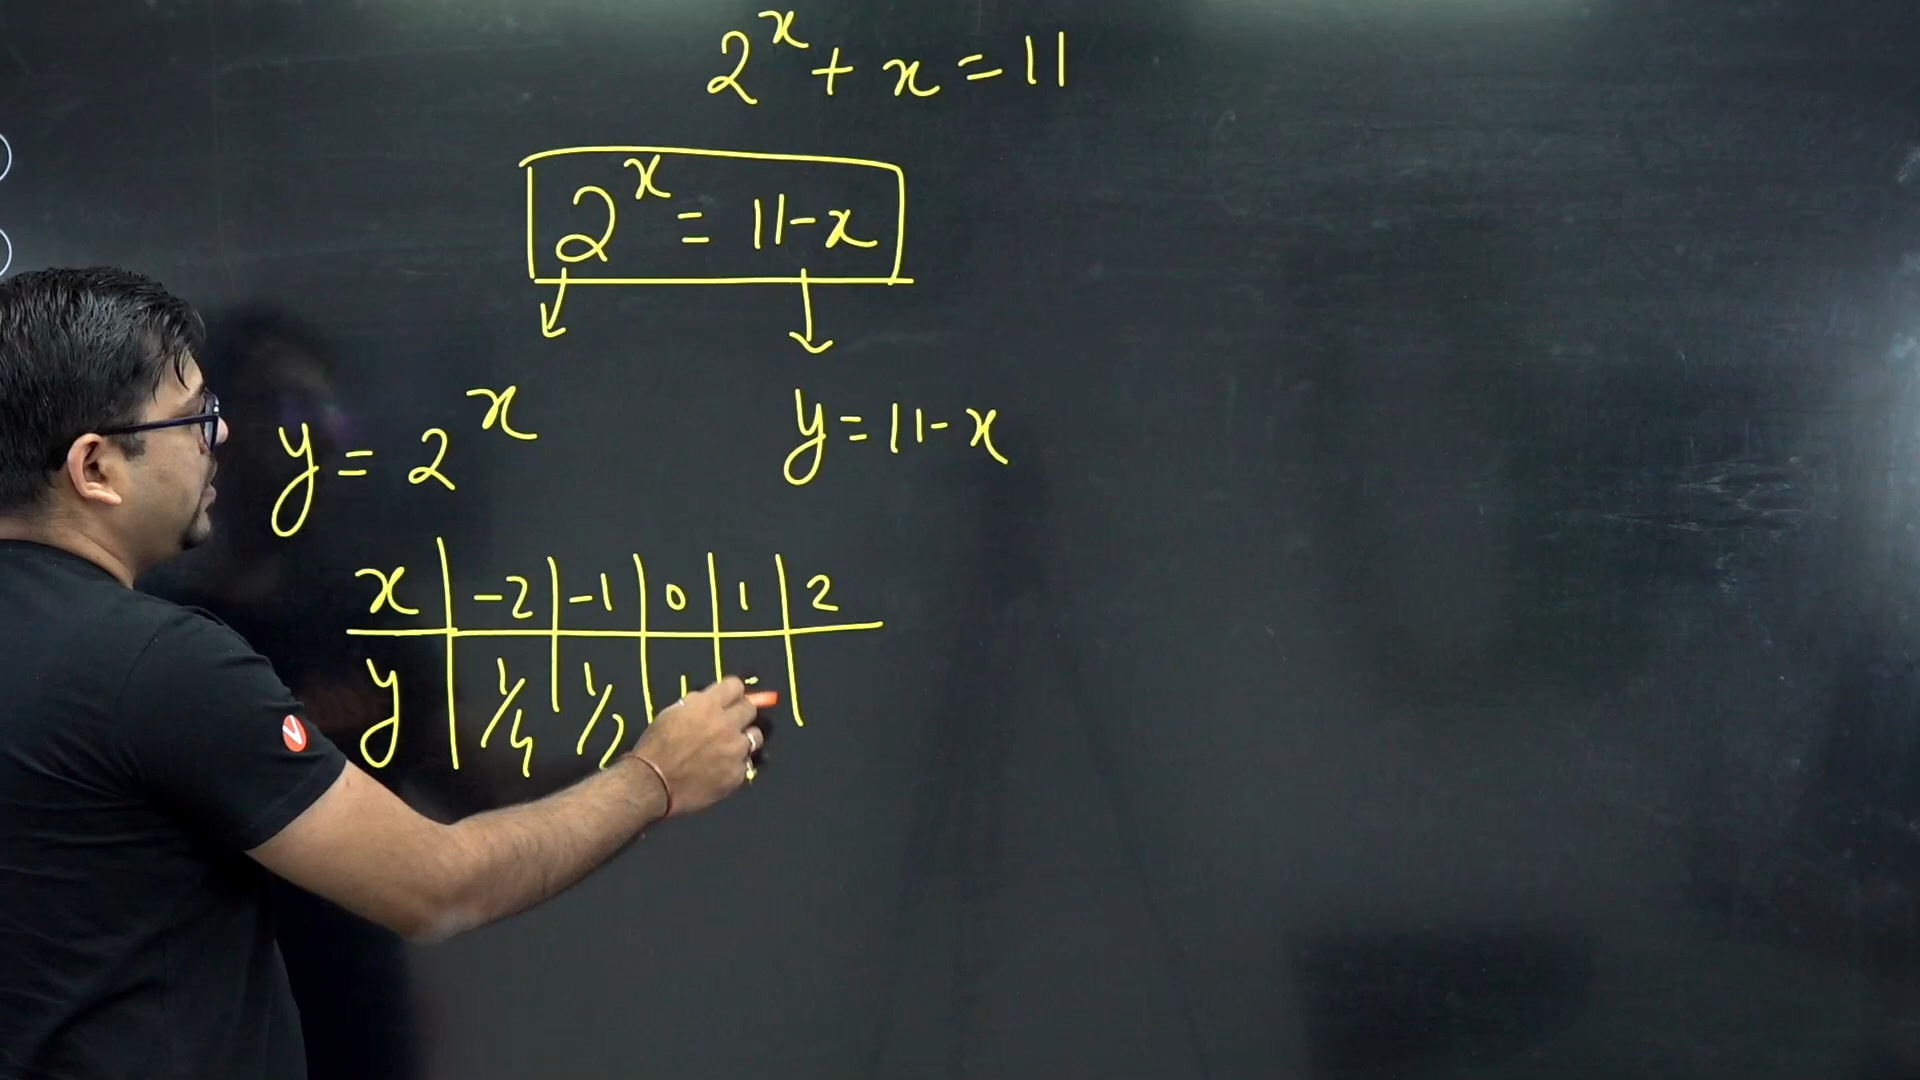 2^x + x = 11
2^x = 11 - x
y = 2^x
y = 11 - x
x | -2 | -1 | 0 | 1 | 2
y | 1/4 | 1/2 | 1